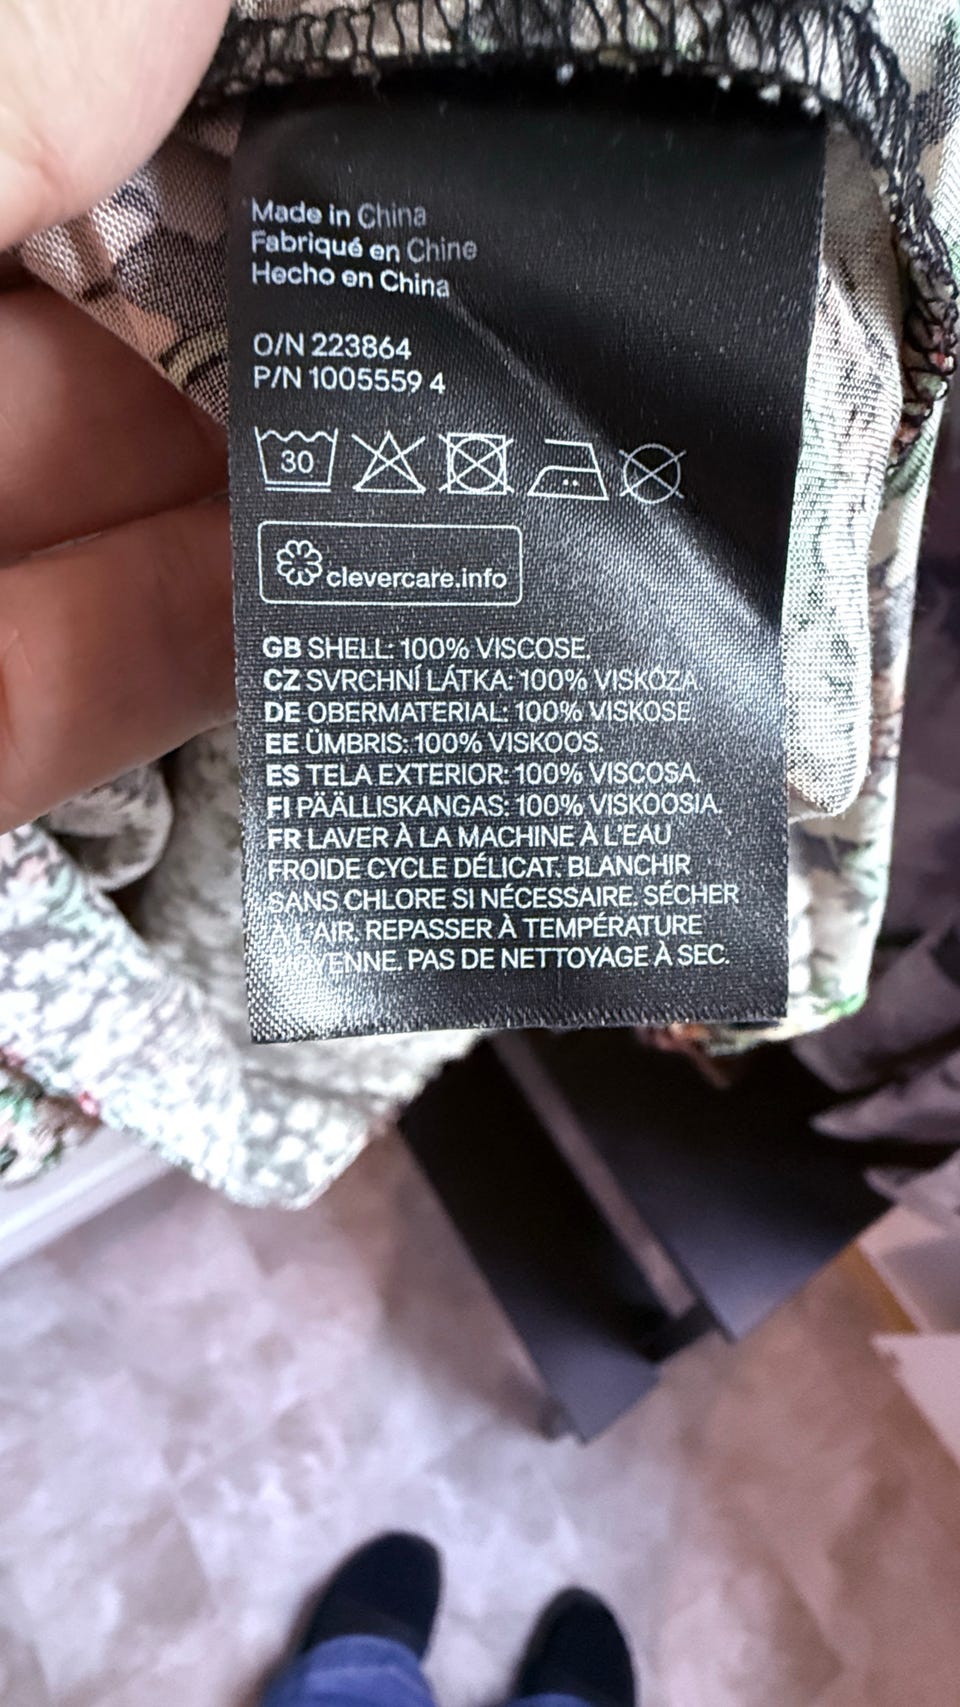 Made in China
Fabriqué en Chine
Hecho en China
O/N 223864
P/N 1005559 4
30
clevercare.info
GB SHELL: 100% VISCOSE.
CZ SVRCHNÍ LÁTKA: 100% VISKÓZA.
DE OBERMATERIAL: 100% VISKOSE.
EE ÜMBRIS: 100% VISKOOS.
ES TELA EXTERIOR: 100% VISCOSA.
FI PÄÄLLISKANGAS: 100% VISKOOSIA.
FR LAVER À LA MACHINE À L'EAU
FROIDE CYCLE DÉLICAT. BLANCHIR
SANS CHLORE SI NÉCESSAIRE. SÉCHER
À L'AIR. REPASSER À TEMPÉRATURE
MOYENNE. PAS DE NETTOYAGE À SEC.